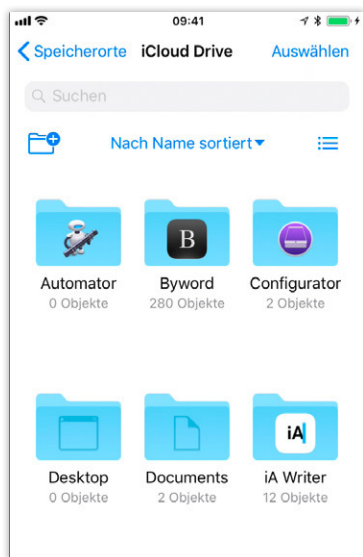 09:41
Speicherorte iCloud Drive Auswählen
Suchen
Nach Name sortiert
B iA
Automator Byword Configurator
0 Objekte 280 Objekte 2 Objekte
Desktop Documents iA Writer
0 Objekte 2 Objekte 12 Objekte